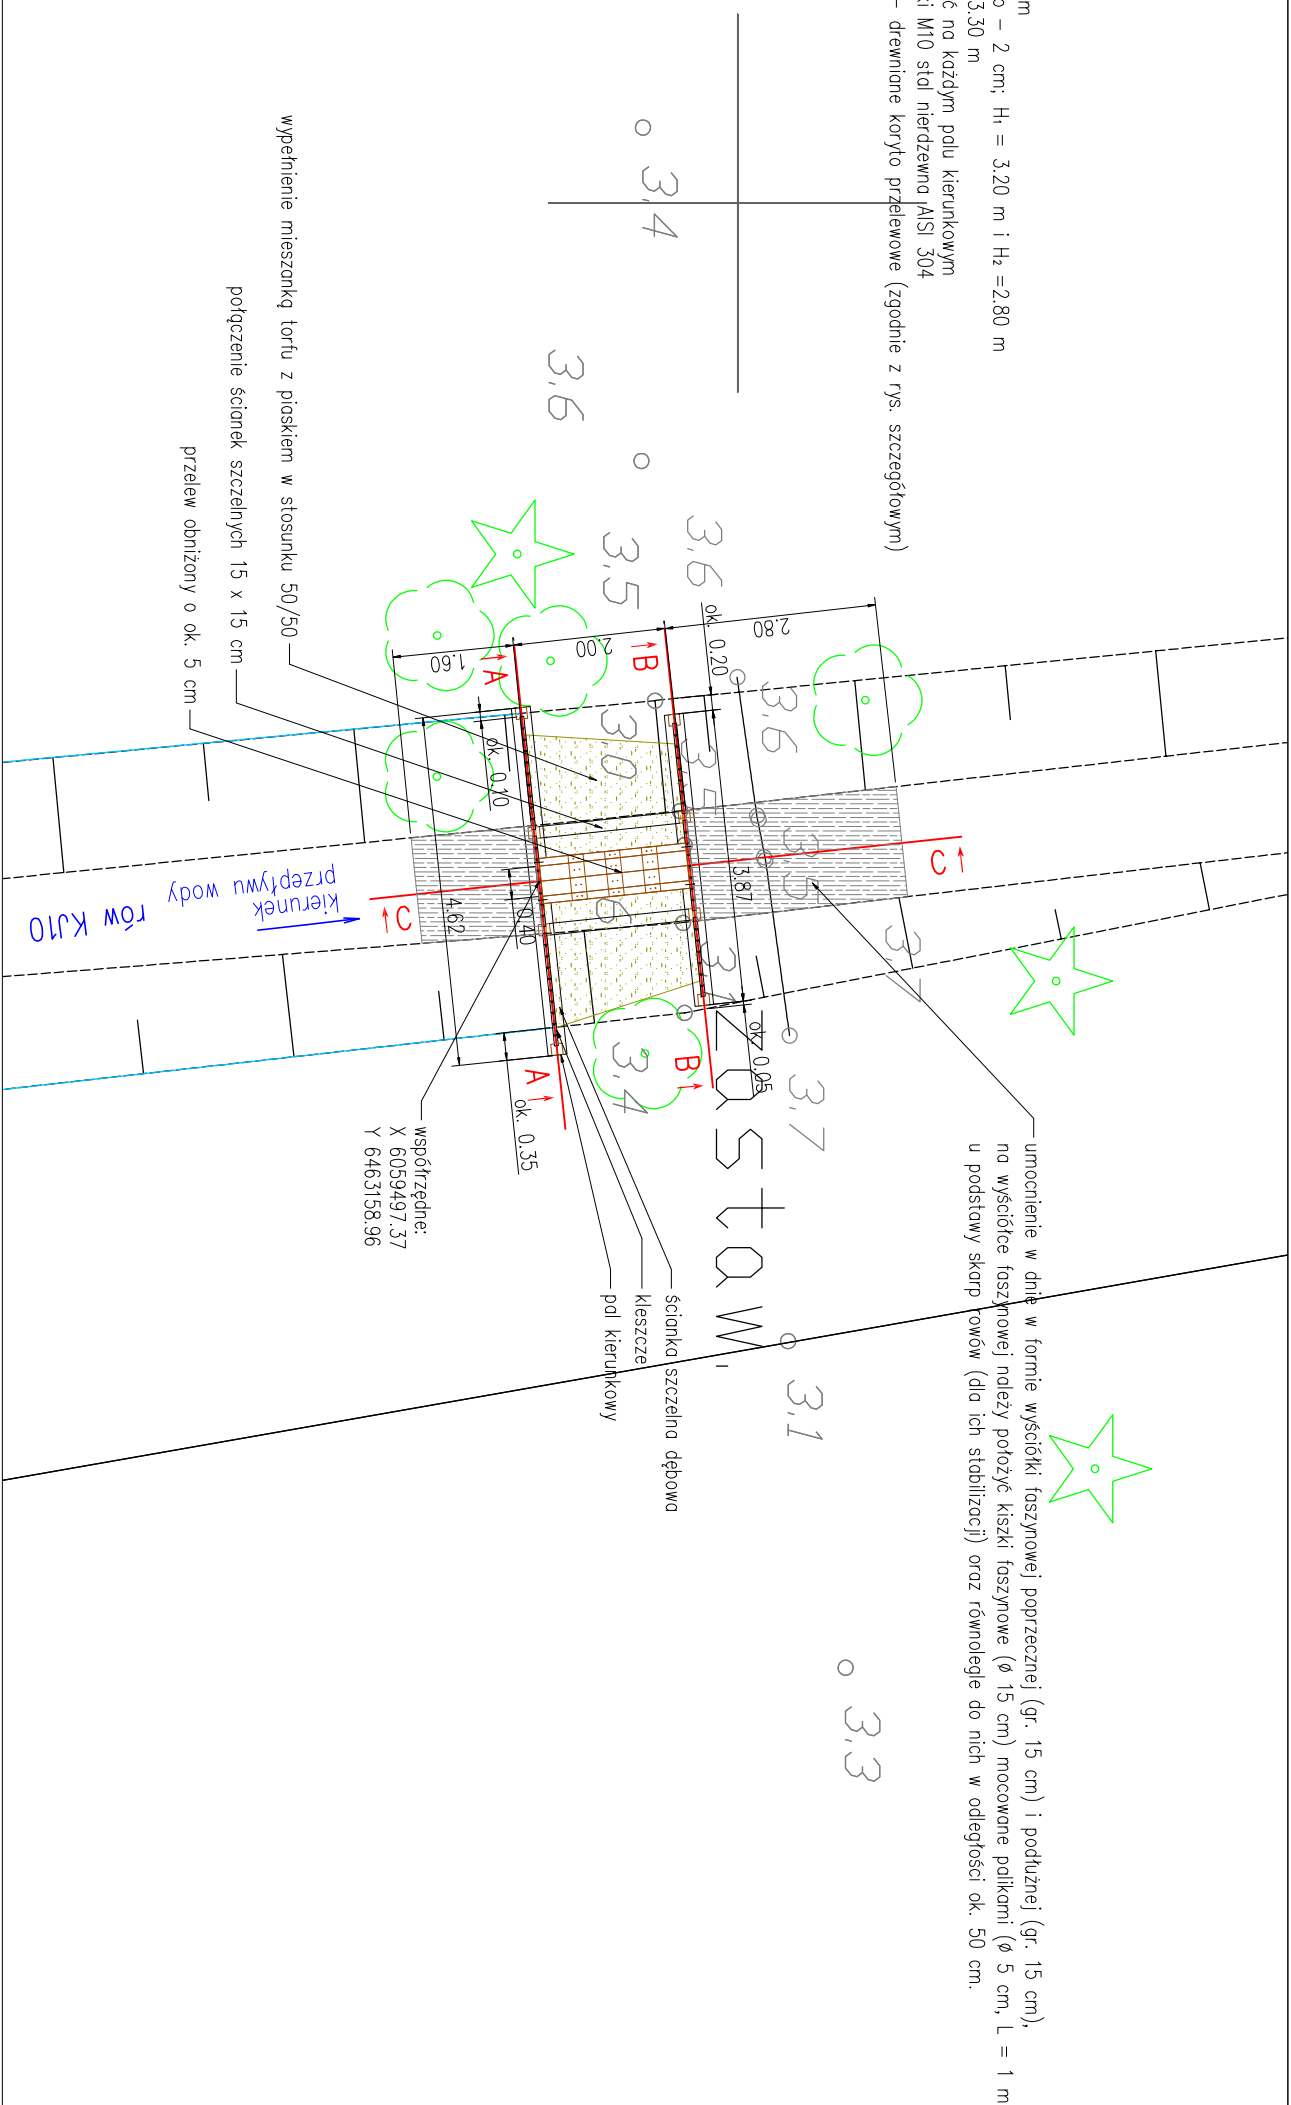 m
o – 2 cm; H₁ = 3.20 m i H₂ =2.80 m
3.30 m
ć na każdym palu kierunkowym
ki M10 stal nierdzewna AISI 304
– drewniane koryto przelewowe (zgodnie z rys. szczegółowym)
umocnienie w dnie w formie wyściółki faszynowej poprzecznej (gr. 15 cm) i podłużnej (gr. 15 cm),
na wyściółce faszynowej należy położyć kiszki faszynowe (ø 15 cm) mocowane palikami (ø 5 cm, L = 1 m
u podstawy skarp rowów (dla ich stabilizacji) oraz równolegle do nich w odległości ok. 50 cm.
wypełnienie mieszanką torfu z piaskiem w stosunku 50/50
połączenie ścianek szczelnych 15 x 15 cm
przelew obniżony o ok. 5 cm
ścianka szczelna dębowa
kleszcze
pal kierunkowy
współrzędne:
X 6059497.37
Y 6463158.96
kierunek
przepływu wody
rów KJ10
Zastaw
3.4
3.6
3.5
3.6
3.6
3.0
3.5
3.4
3.7
3.1
3.3
6
2.80
2.00
1.60
ok. 0.20
ok. 0.10
3.87
0.40
4.62
ok. 0.05
ok. 0.35
A
A
B
B
C
C